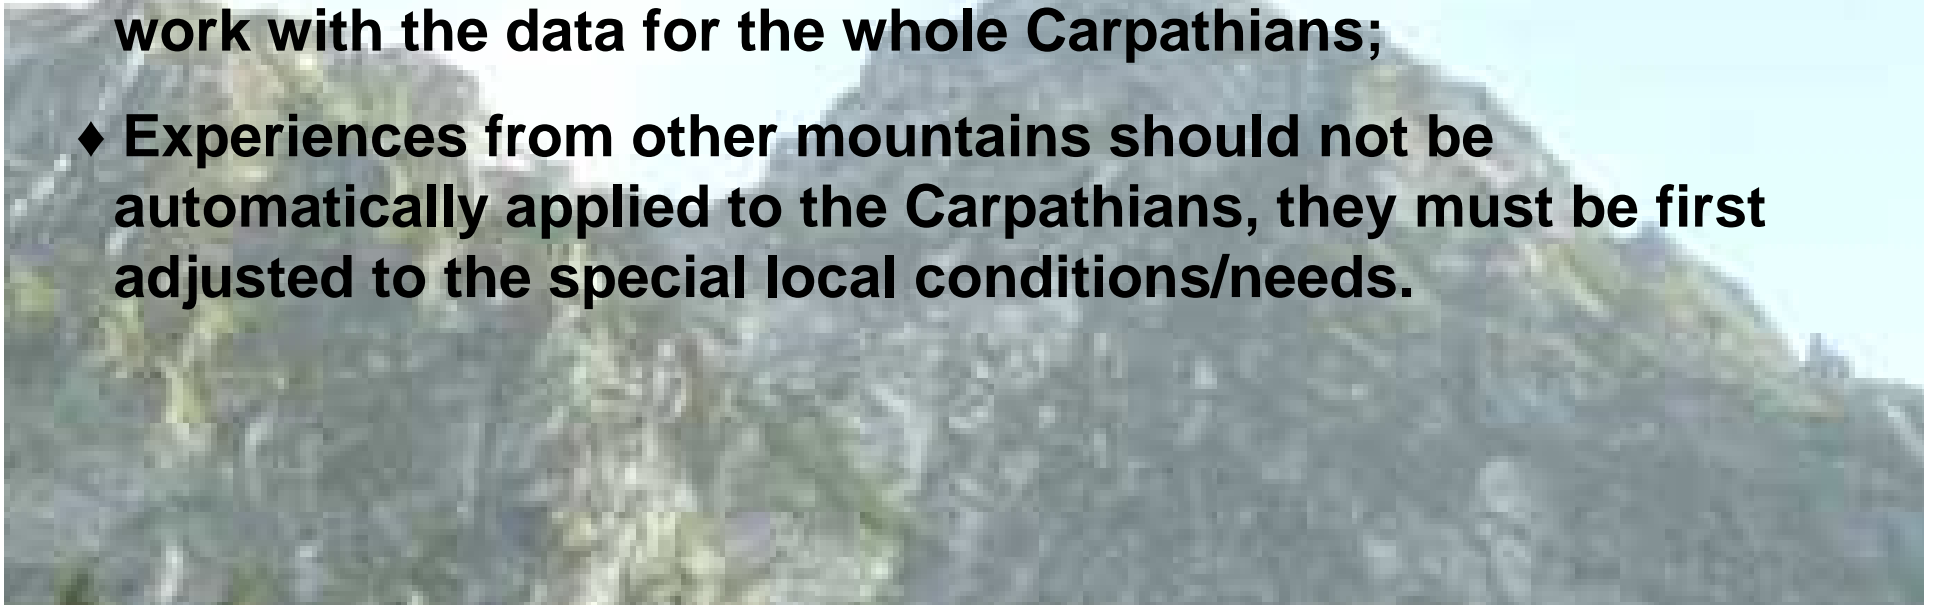 work with the data for the whole Carpathians;
♦ Experiences from other mountains should not be
automatically applied to the Carpathians, they must be first
adjusted to the special local conditions/needs.